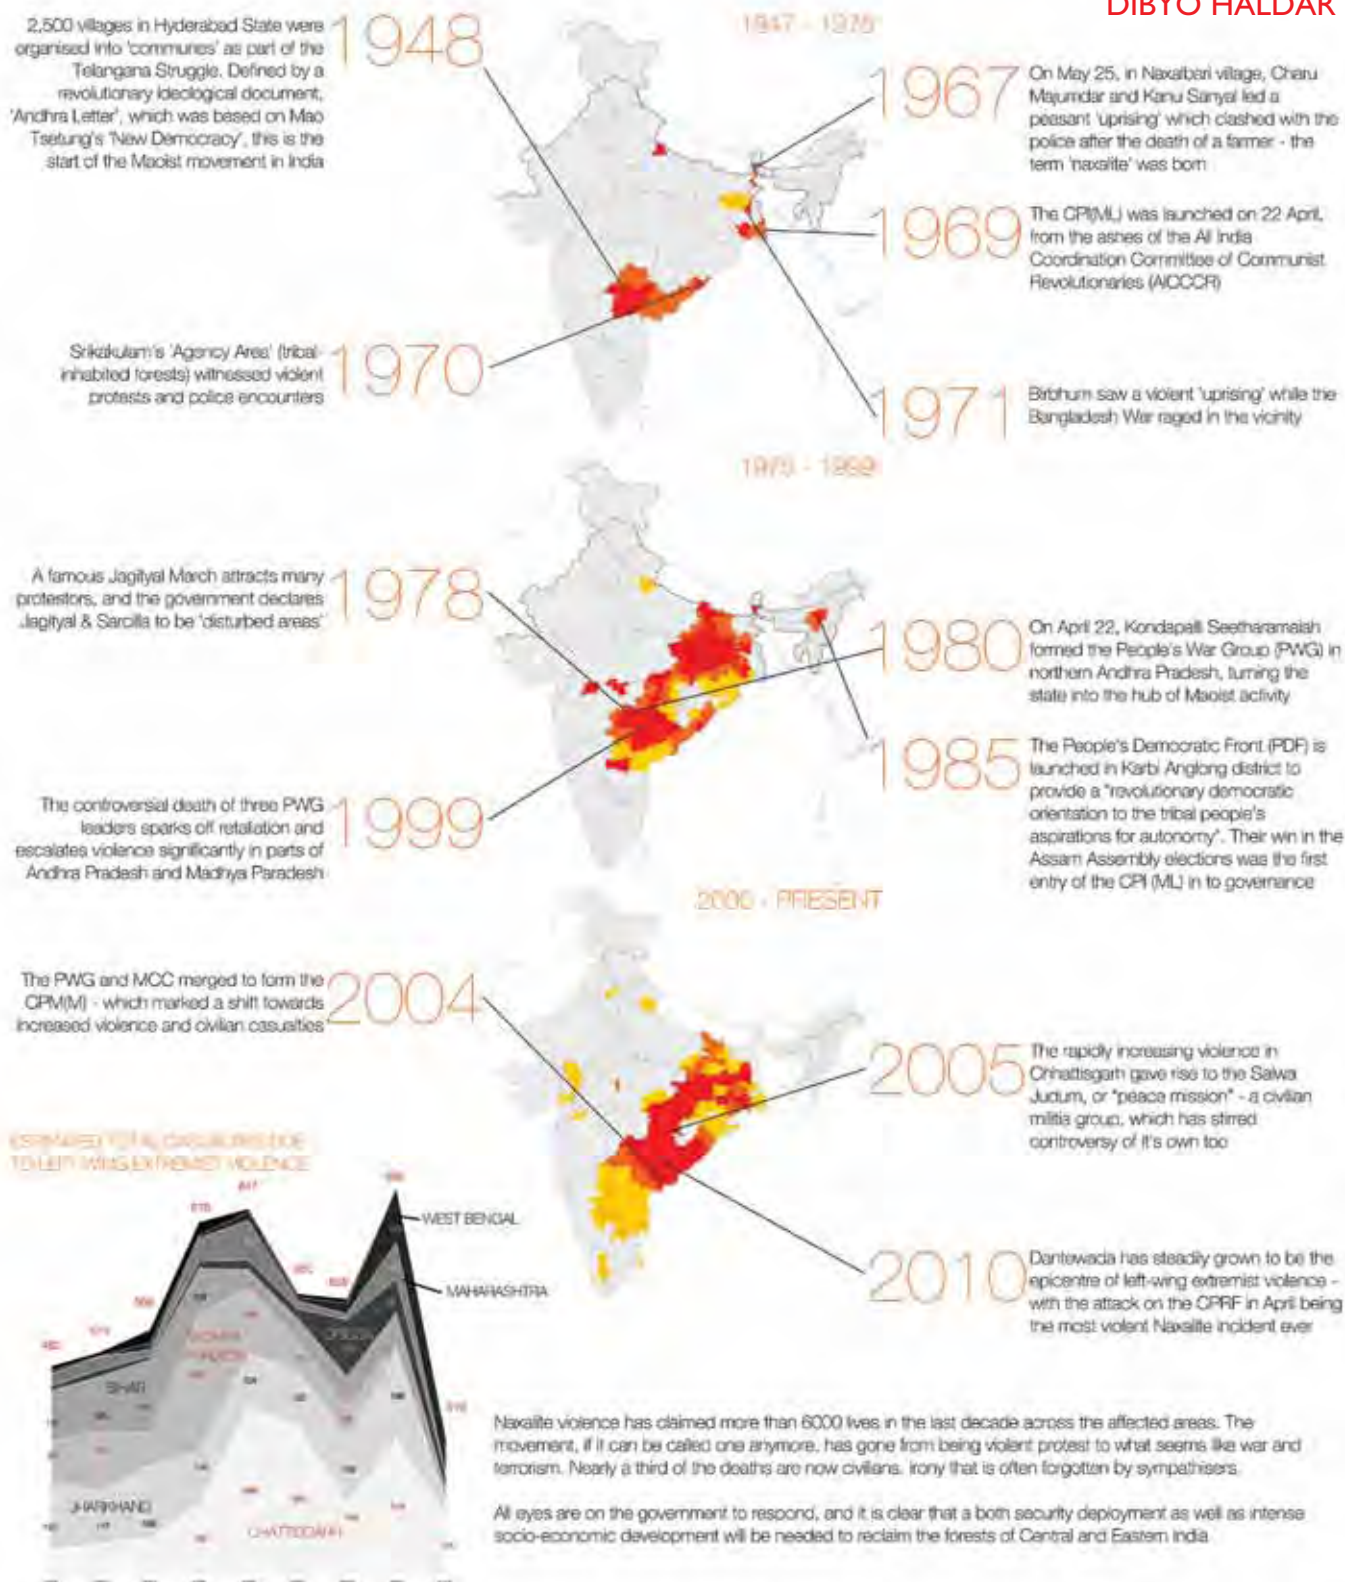 DIBYO HALDAR
1947 - 1975
1948
2,500 villages in Hyderabad State were
organised into 'communes' as part of the
Telangana Struggle. Defined by a
revolutionary ideological document,
'Andhra Letter', which was based on Mao
Tsetung's 'New Democracy', this is the
start of the Maoist movement in India
1967
On May 25, in Naxalbari village, Charu
Majumdar and Kanu Sanyal led a
peasant 'uprising' which clashed with the
police after the death of a farmer - the
term 'naxalite' was born
1969
The CPI(ML) was launched on 22 April,
from the ashes of the All India
Coordination Committee of Communist
Revolutionaries (AICCCR)
1970
Srikakulam's 'Agency Area' (tribal-
inhabited forests) witnessed violent
protests and police encounters
1971
Birbhum saw a violent 'uprising' while the
Bangladesh War raged in the vicinity
1975 - 1999
1978
A famous Jagityal March attracts many
protestors, and the government declares
Jagityal & Sarcilla to be 'disturbed areas'
1980
On April 22, Kondapalli Seetharamaiah
formed the People's War Group (PWG) in
northern Andhra Pradesh, turning the
state into the hub of Maoist activity
1985
The People's Democratic Front (PDF) is
launched in Karbi Anglong district to
provide a "revolutionary democratic
orientation to the tribal people's
aspirations for autonomy". Their win in the
Assam Assembly elections was the first
entry of the CPI (ML) in to governance
1999
The controversial death of three PWG
leaders sparks off retaliation and
escalates violence significantly in parts of
Andhra Pradesh and Madhya Paradesh
2000 - PRESENT
2004
The PWG and MCC merged to form the
CPM(M) - which marked a shift towards
increased violence and civilian casualties
2005
The rapidly increasing violence in
Chhattisgarh gave rise to the Salwa
Judum, or "peace mission" - a civilian
militia group, which has stirred
controversy of it's own too
2010
Dantewada has steadily grown to be the
epicentre of left-wing extremist violence -
with the attack on the CPRF in April being
the most violent Naxalite incident ever
ESTIMATED TOTAL CASUALTIES DUE
TO LEFT-WING EXTREMIST VIOLENCE
WEST BENGAL
MAHARASHTRA
BIHAR
JHARKHAND
Naxalite violence has claimed more than 6000 lives in the last decade across the affected areas. The
movement, if it can be called one anymore, has gone from being violent protest to what seems like war and
terrorism. Nearly a third of the deaths are now civilians, irony that is often forgotten by sympathisers.
All eyes are on the government to respond, and it is clear that a both security deployment as well as intense
socio-economic development will be needed to reclaim the forests of Central and Eastern India